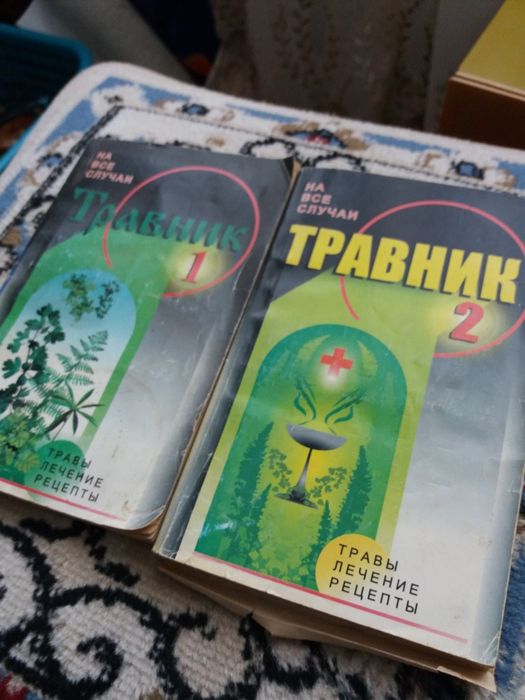 НА
ВСЕ
СЛУЧАИ
Травник
1
ТРАВЫ
ЛЕЧЕНИЕ
РЕЦЕПТЫ
НА
ВСЕ
СЛУЧАИ
ТРАВНИК
2
ТРАВЫ
ЛЕЧЕНИЕ
РЕЦЕПТЫ